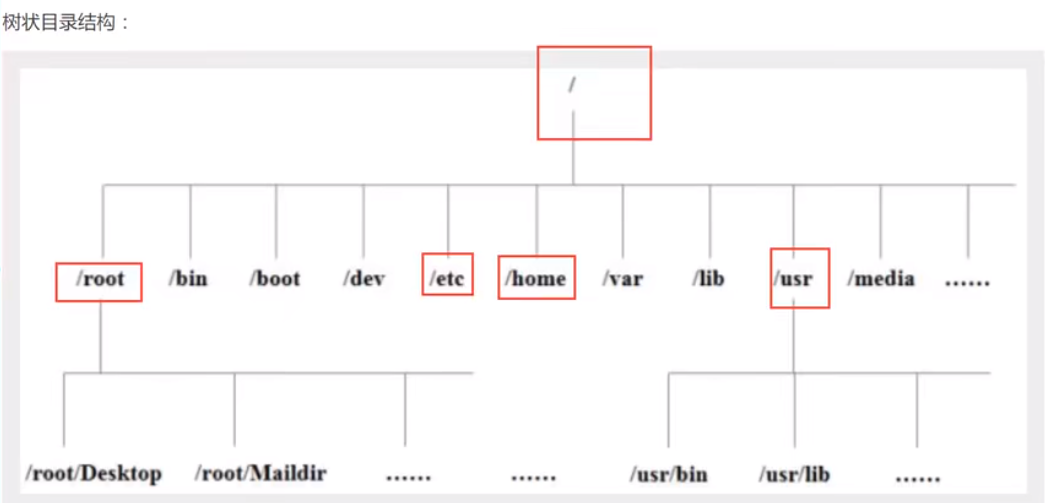 树状目录结构：
/
/root /bin /boot /dev /etc /home /var /lib /usr /media ......
/root/Desktop /root/Maildir ...... ...... /usr/bin /usr/lib ......